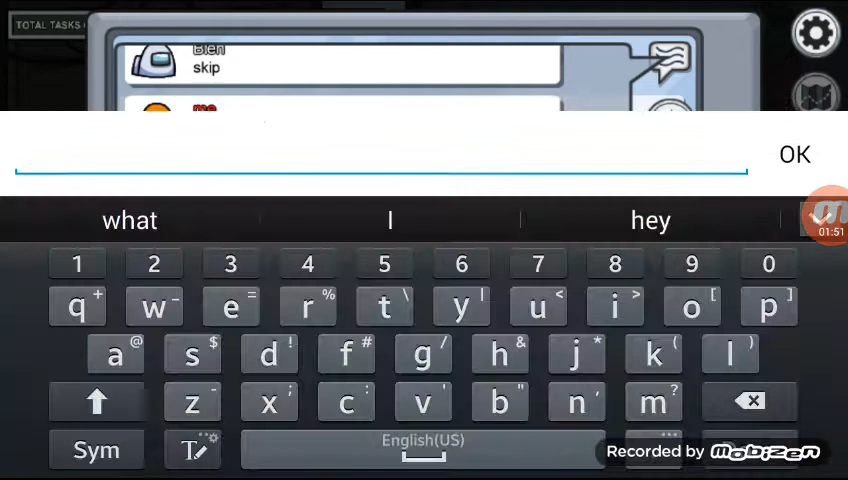 TOTAL TASKS
Blen
skip
me
OK
what I hey
01:51
1 2 3 4 5 6 7 8 9 0
q+ w- e= r% t\ y| u< i> o[ p]
a@ s$ d! f# g/ h& j* k( l)
z- x; c: v' b" n, m?
Sym T English(US)
Recorded by MOBIZEN